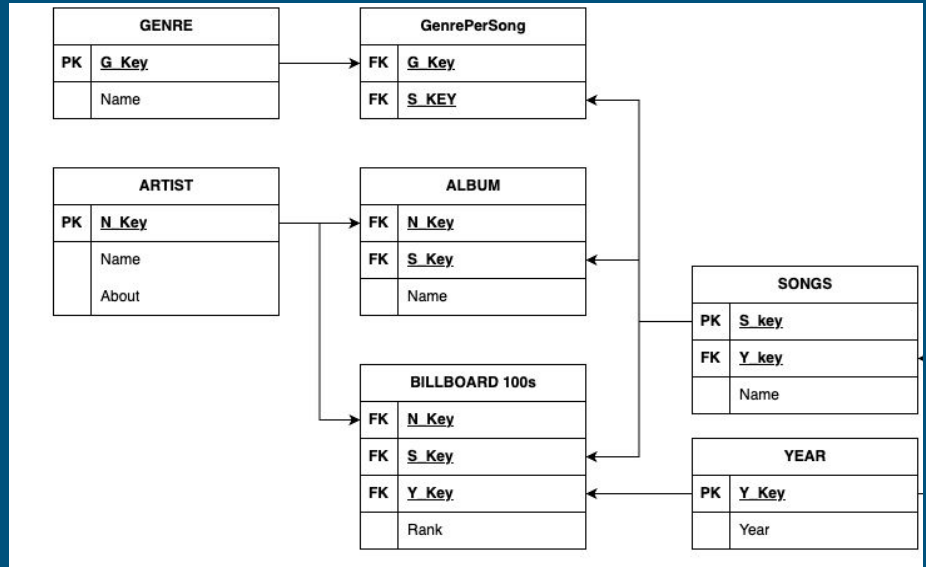 GENRE
PK G_Key
Name
GenrePerSong
FK G_Key
FK S_KEY
ARTIST
PK N_Key
Name
About
ALBUM
FK N_Key
FK S_Key
Name
SONGS
PK S_key
FK Y_key
Name
BILLBOARD 100s
FK N_Key
FK S_Key
FK Y_Key
Rank
YEAR
PK Y_Key
Year